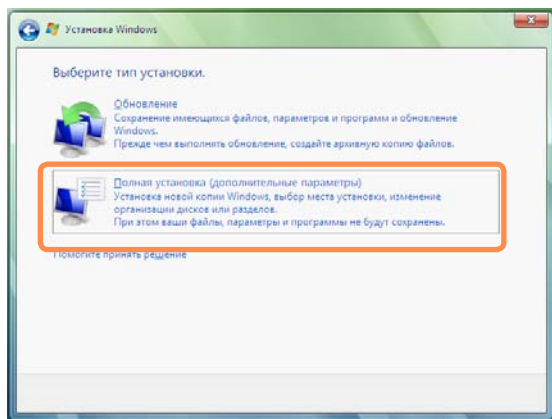 Установка Windows
Выберите тип установки.
Обновление
Сохранение имеющихся файлов, параметров и программ и обновление
Windows.
Прежде чем выполнять обновление, создайте архивную копию файлов.
Полная установка (дополнительные параметры)
Установка новой копии Windows, выбор места установки, изменение
организации дисков или разделов.
При этом ваши файлы, параметры и программы не будут сохранены.
Помогите принять решение